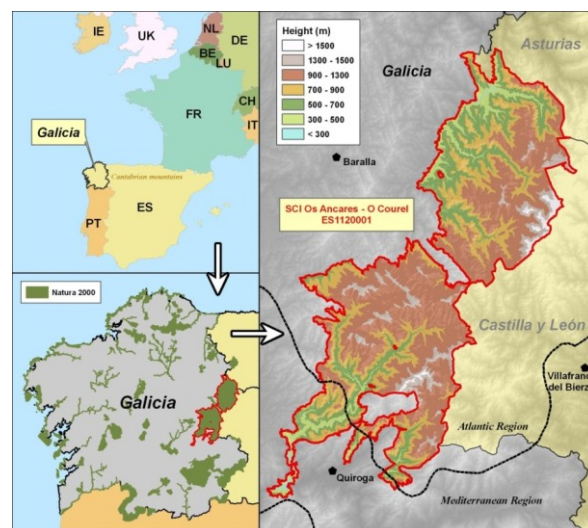 IE
UK
NL
DE
BE
LU
FR
CH
IT
Galicia
Cantabrian mountains
PT
ES
Natura 2000
Galicia
Height (m)
> 1500
1300 - 1500
900 - 1300
700 - 900
500 - 700
300 - 500
< 300
Galicia
Asturias
Baralla
SCI Os Ancares - O Courel
ES1120001
Castilla y León
Villafranca
del Bierz
Atlantic Region
Quiroga
Mediterranean Region